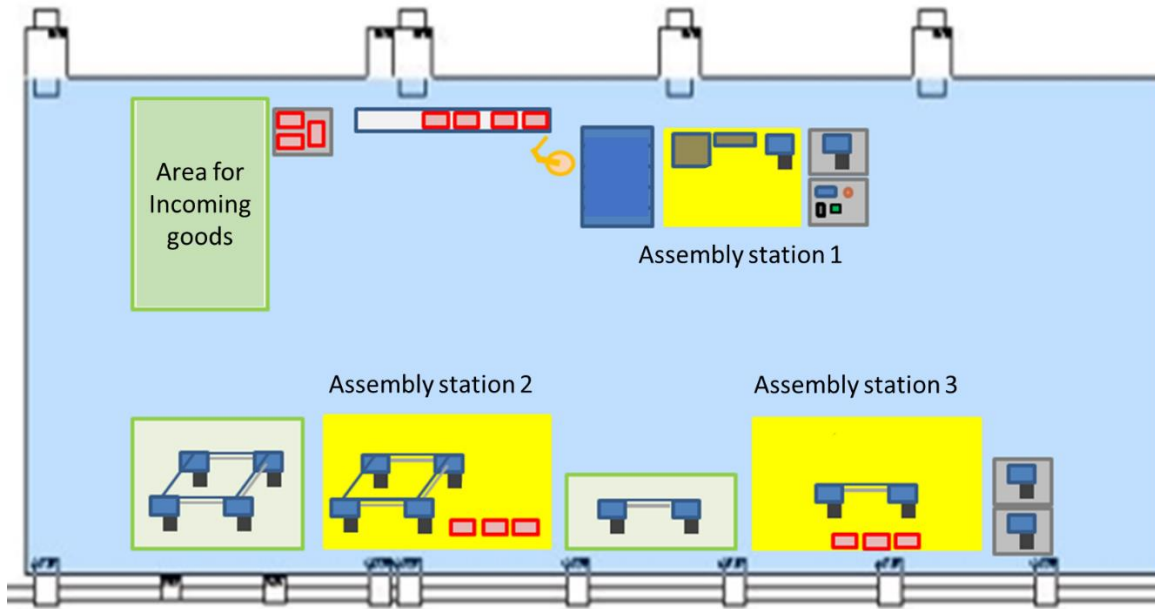 Area for
Incoming
goods
Assembly station 1
Assembly station 2
Assembly station 3